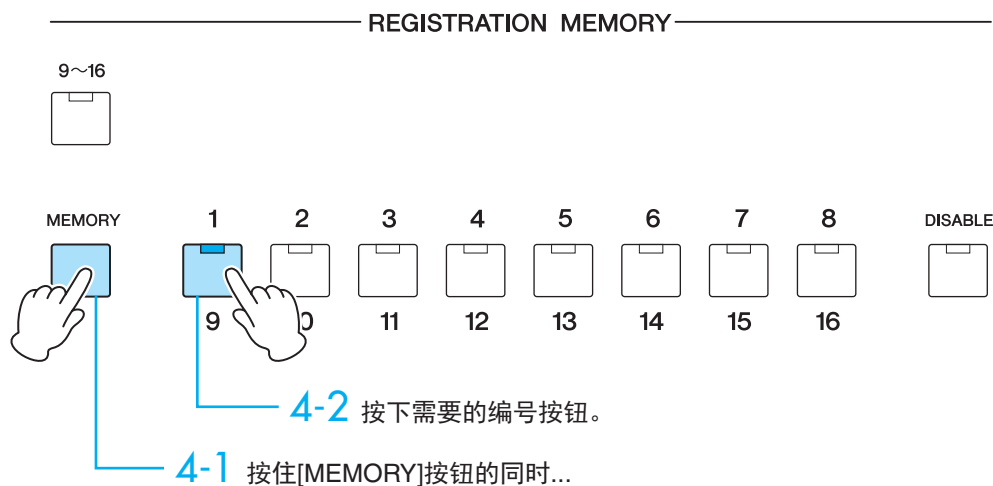 REGISTRATION MEMORY
9～16
MEMORY 1 2 3 4 5 6 7 8 DISABLE
9 11 12 13 14 15 16
4-2 按下需要的编号按钮。
4-1 按住[MEMORY]按钮的同时...